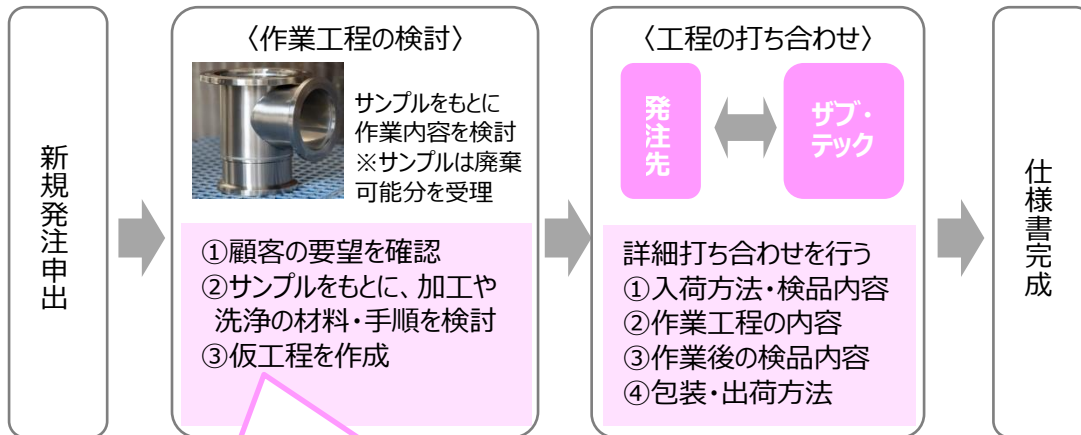 新規発注申出
〈作業工程の検討〉
サンプルをもとに
作業内容を検討
※サンプルは廃棄
可能分を受理
①顧客の要望を確認
②サンプルをもとに、加工や
洗浄の材料・手順を検討
③仮工程を作成
〈工程の打ち合わせ〉
発注先
ザブ・
テック
詳細打ち合わせを行う
①入荷方法・検品内容
②作業工程の内容
③作業後の検品内容
④包装・出荷方法
仕様書完成